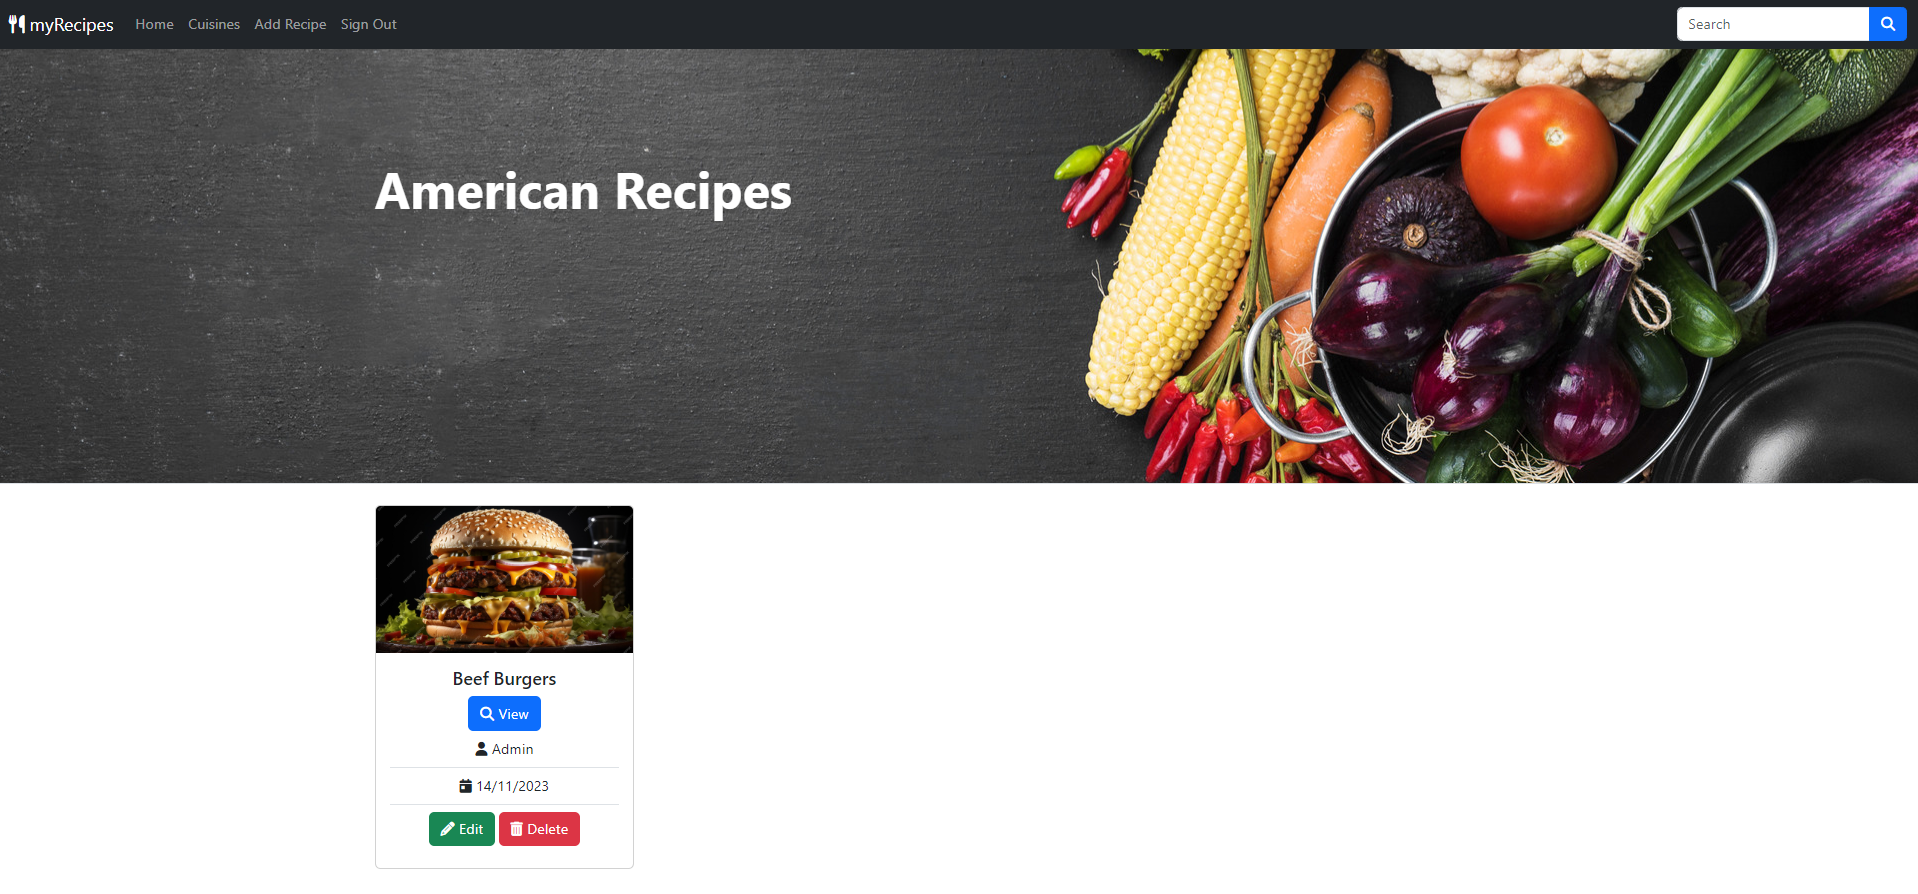 myRecipes Home Cuisines Add Recipe Sign Out Search
American Recipes
Beef Burgers
View
Admin
14/11/2023
Edit Delete